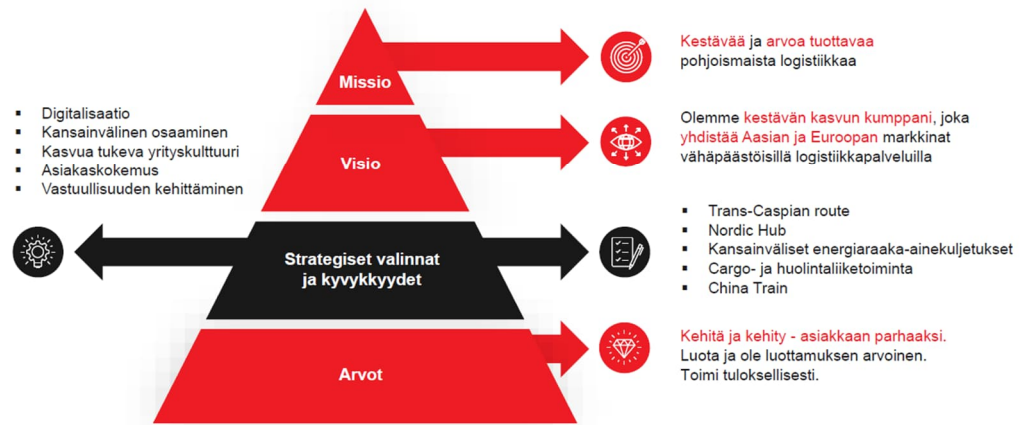 Missio
Kestävää ja arvoa tuottavaa
pohjoismaista logistiikkaa
▪ Digitalisaatio
▪ Kansainvälinen osaaminen
▪ Kasvua tukeva yrityskulttuuri
▪ Asiakaskokemus
▪ Vastuullisuuden kehittäminen
Visio
Olemme kestävän kasvun kumppani, joka
yhdistää Aasian ja Euroopan markkinat
vähäpäästöisillä logistiikkapalveluilla
Strategiset valinnat
ja kyvykkyydet
▪ Trans-Caspian route
▪ Nordic Hub
▪ Kansainväliset energiaraaka-ainekuljetukset
▪ Cargo- ja huolintaliiketoiminta
▪ China Train
Arvot
Kehitä ja kehity - asiakkaan parhaaksi.
Luota ja ole luottamuksen arvoinen.
Toimi tuloksellisesti.